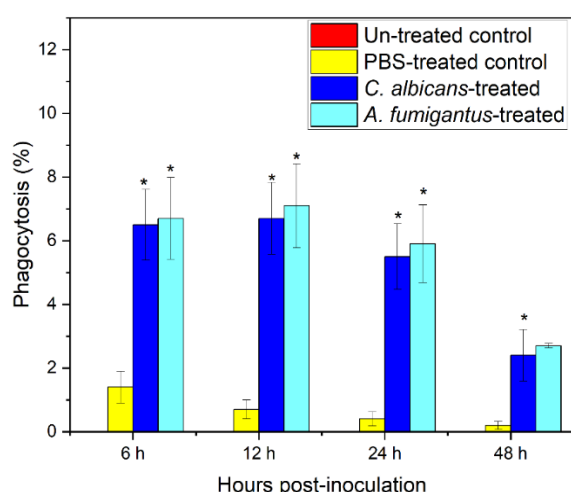 Un-treated control
PBS-treated control
C. albicans-treated
A. fumigantus-treated
Phagocytosis (%)
12
10
8
6
4
2
0
* * * * * * *
6 h 12 h 24 h 48 h
Hours post-inoculation